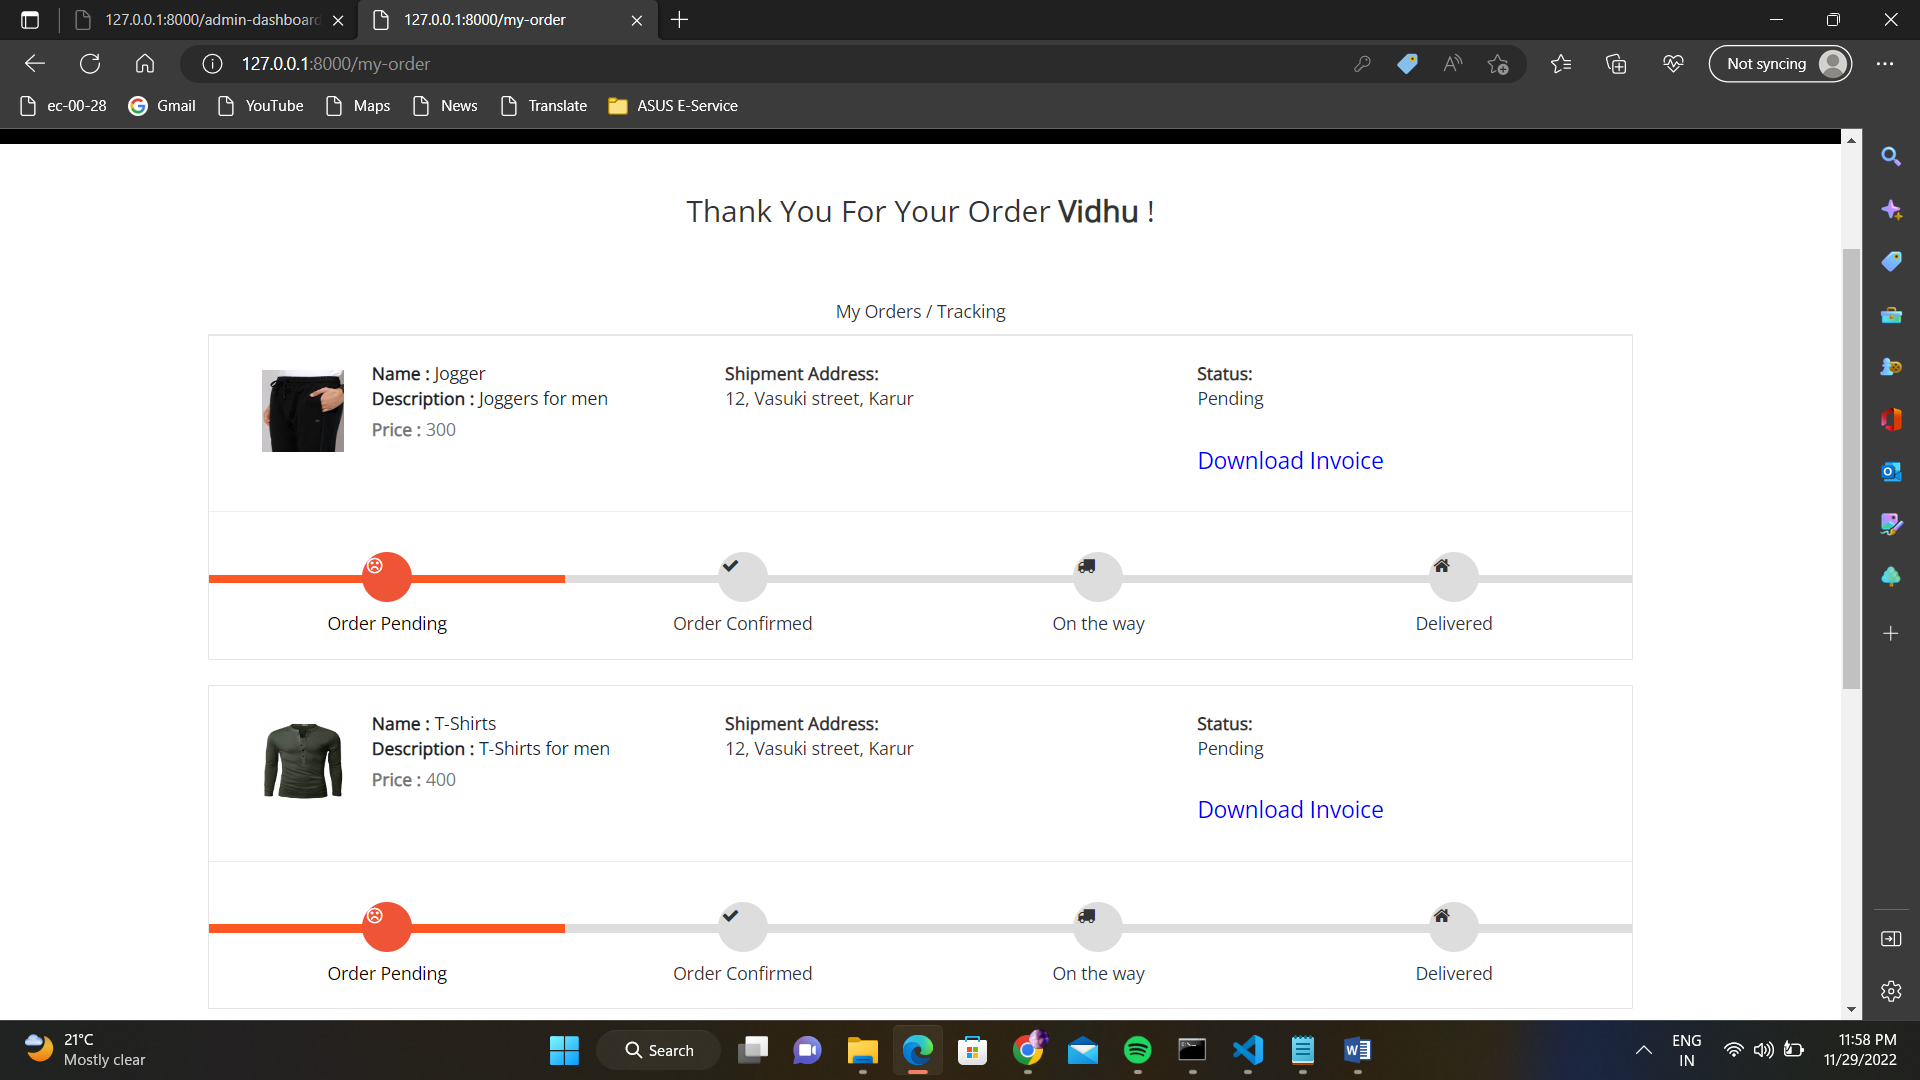 127.0.0.1:8000/admin-dashboard
127.0.0.1:8000/my-order
127.0.0.1:8000/my-order
Not syncing
ec-00-28
Gmail
YouTube
Maps
News
Translate
ASUS E-Service
Thank You For Your Order Vidhu !
My Orders / Tracking
Name : Jogger
Description : Joggers for men
Price : 300
Shipment Address:
12, Vasuki street, Karur
Status:
Pending
Download Invoice
Order Pending
Order Confirmed
On the way
Delivered
Name : T-Shirts
Description : T-Shirts for men
Price : 400
Shipment Address:
12, Vasuki street, Karur
Status:
Pending
Download Invoice
Order Pending
Order Confirmed
On the way
Delivered
21°C
Mostly clear
Search
ENG
IN
11:58 PM
11/29/2022